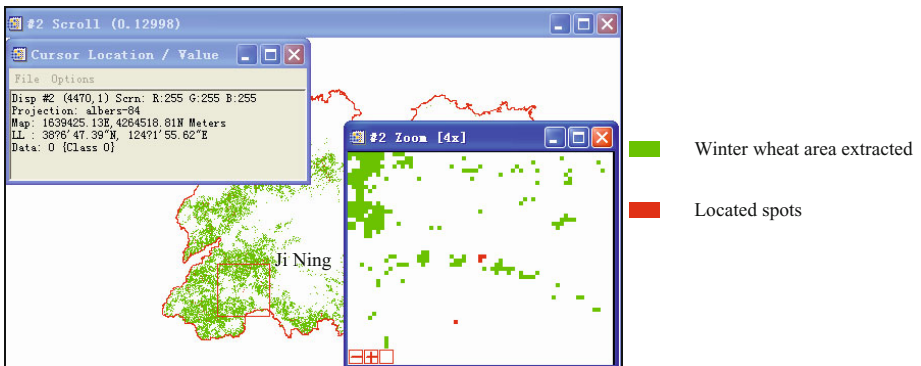 #2 Scroll (0.12998)
Cursor Location / Value
File Options
Disp #2 (4470,1) Scrn: R:255 G:255 B:255
Projection: albers-84
Map: 1639425.13E,4264518.81N Meters
LL : 38?6'47.39"N, 124?1'55.62"E
Data: 0 {Class 0}
#2 Zoom [4x]
Ji Ning
Winter wheat area extracted
Located spots